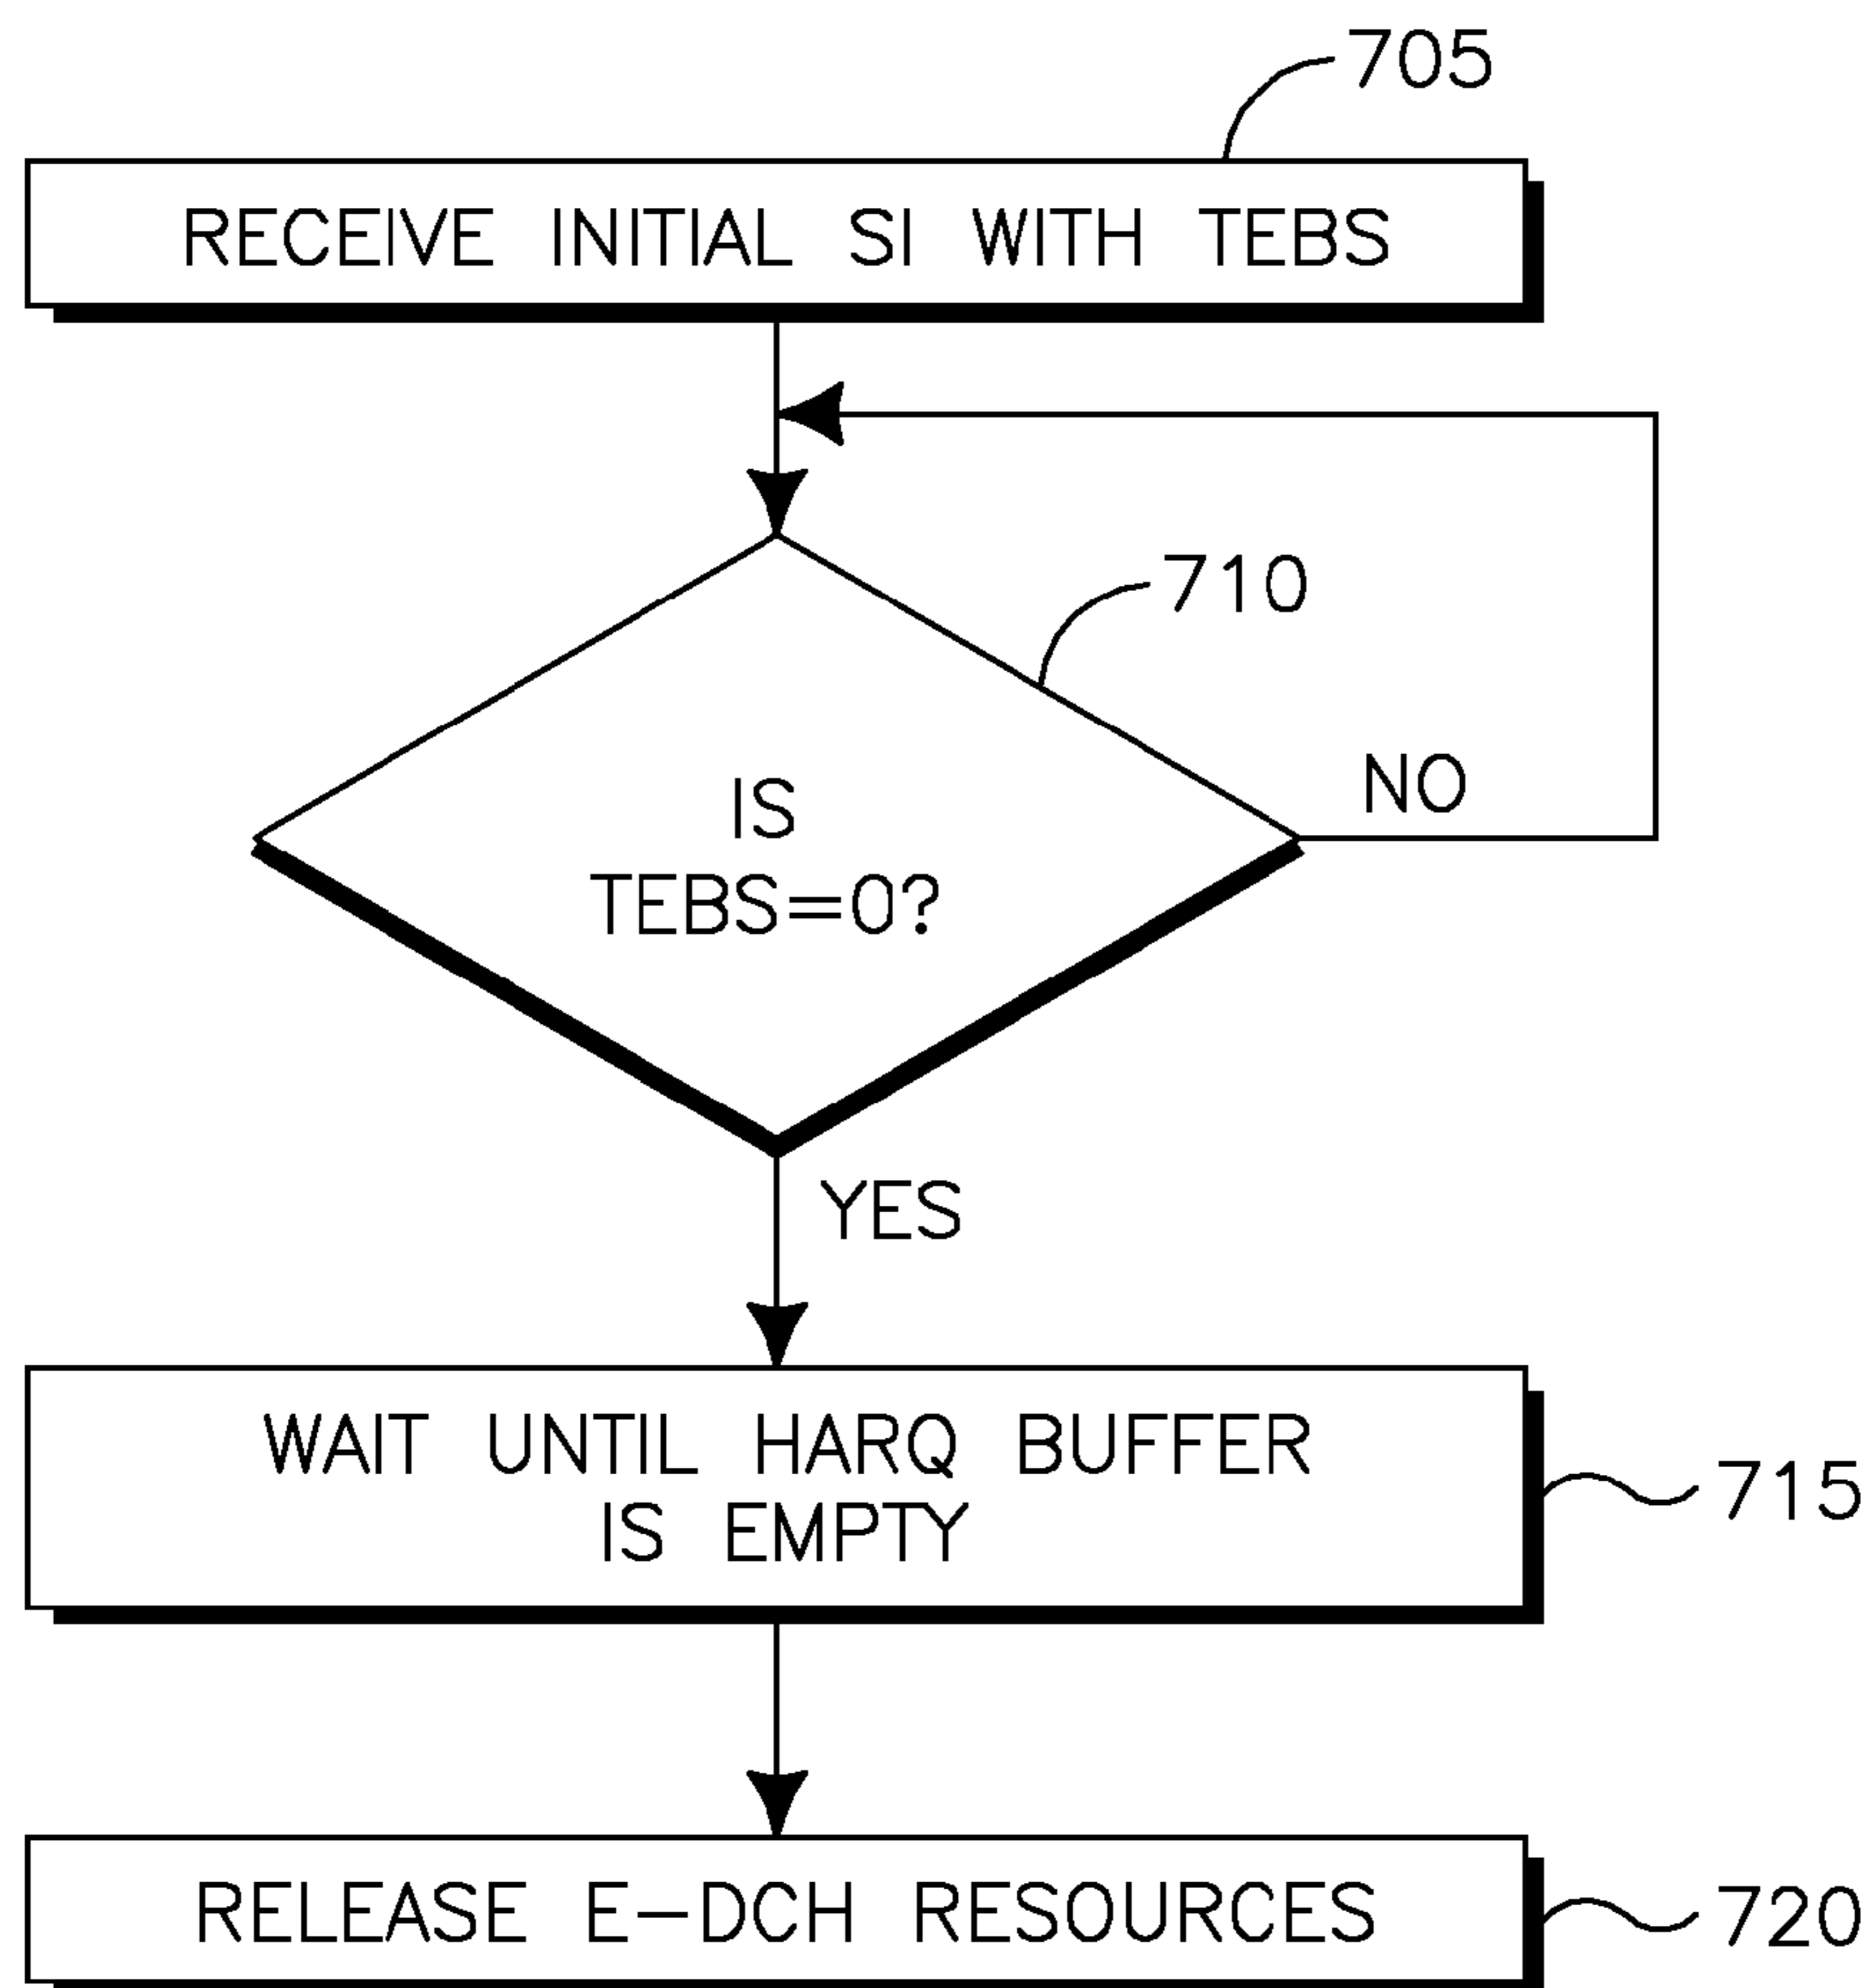 705
RECEIVE INITIAL SI WITH TEBS
710
NO
IS
TEBS=0?
YES
WAIT UNTIL HARQ BUFFER
IS EMPTY
715
RELEASE E-DCH RESOURCES
720